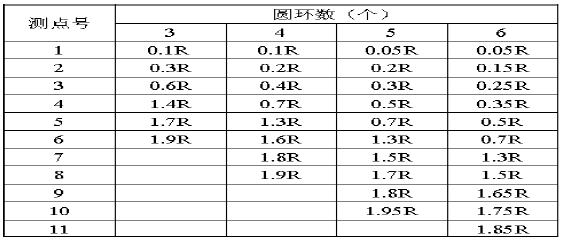 测点号 圆环数（个）
3 4 5 6
1 0.1R 0.1R 0.05R 0.05R
2 0.3R 0.2R 0.2R 0.15R
3 0.6R 0.4R 0.3R 0.25R
4 1.4R 0.7R 0.5R 0.35R
5 1.7R 1.3R 0.7R 0.5R
6 1.9R 1.6R 1.3R 0.7R
7 1.8R 1.5R 1.3R
8 1.9R 1.7R 1.5R
9 1.8R 1.65R
10 1.95R 1.75R
11 1.85R